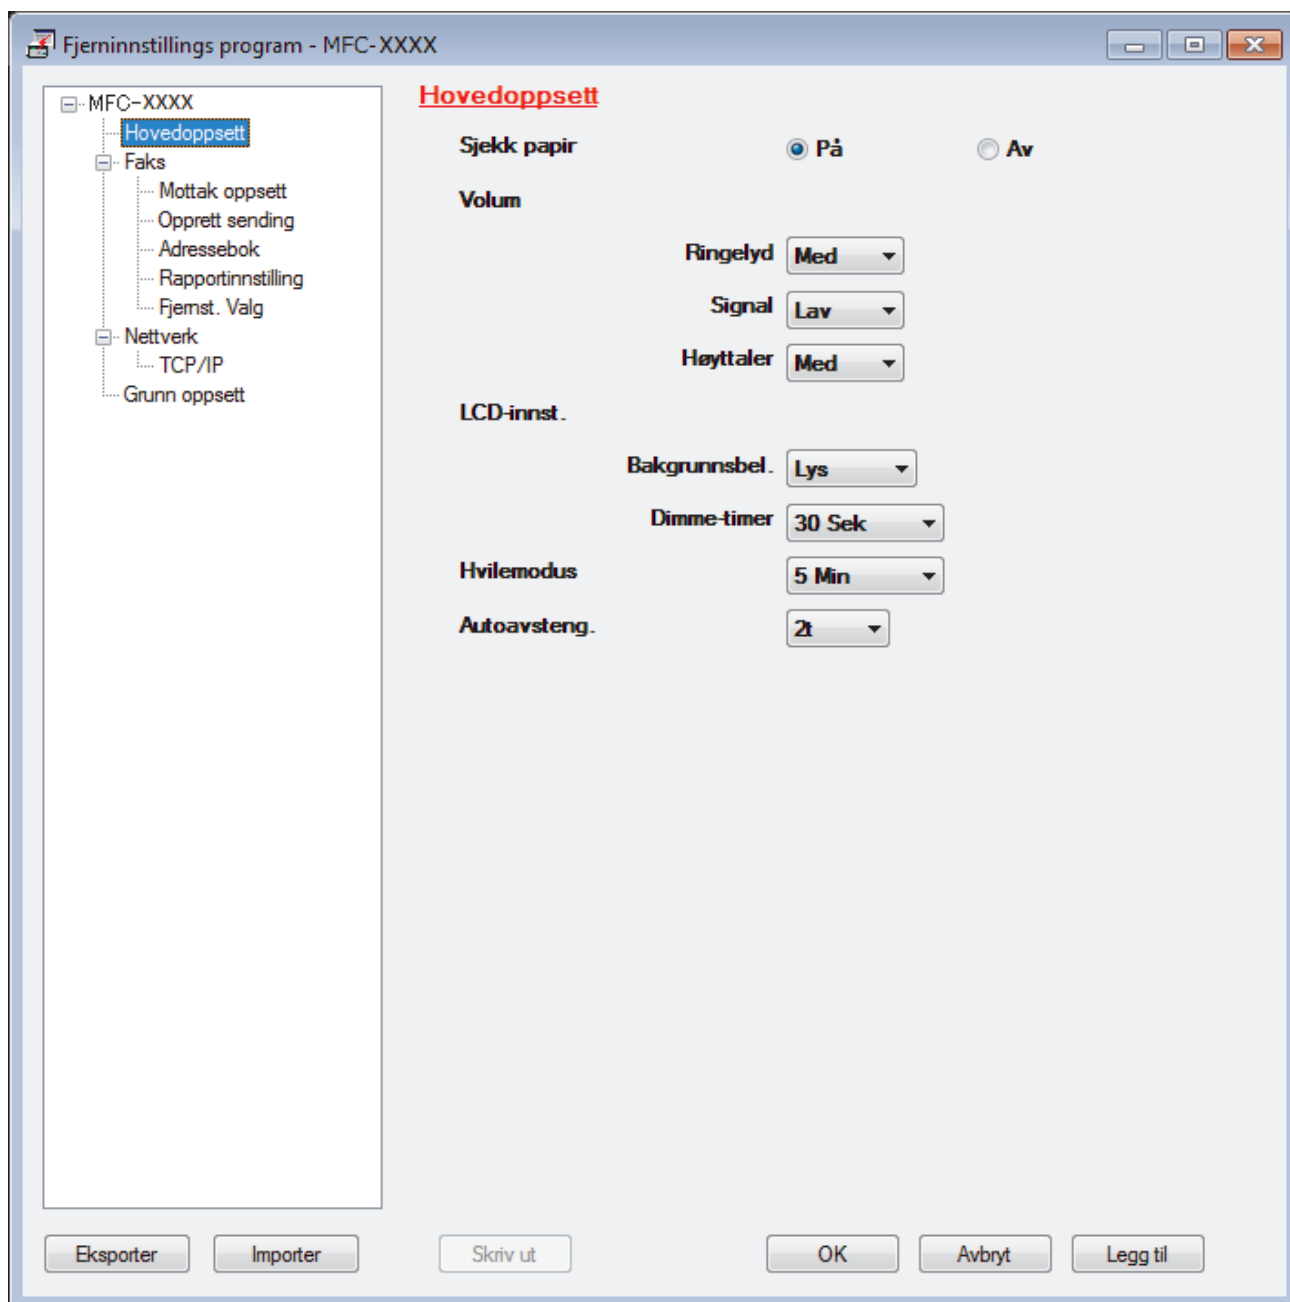 Fjerninnstillings program - MFC-XXXX
MFC-XXXX
Hovedoppsett
Faks
Mottak oppsett
Opprett sending
Adressebok
Rapportinnstilling
Fjernst. Valg
Nettverk
TCP/IP
Grunn oppsett
Hovedoppsett
Sjekk papir På Av
Volum
Ringelyd Med
Signal Lav
Høyttaler Med
LCD-innst.
Bakgrunnsbel. Lys
Dimme-timer 30 Sek
Hvilemodus 5 Min
Autoavsteng. 2t
Eksporter Importer Skriv ut OK Avbryt Legg til